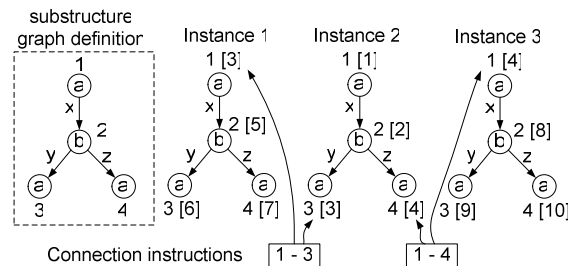 substructure
graph definition
Instance 1
Instance 2
Instance 3
1
1 [3]
1 [1]
1 [4]
a
a
a
a
x
x
x
x
b
2
b
2 [5]
b
2 [2]
b
2 [8]
y
z
y
z
y
z
y
z
a
a
a
a
a
a
a
a
3
4
3 [6]
4 [7]
3 [3]
4 [4]
3 [9]
4 [10]
Connection instructions
1 - 3
1 - 4